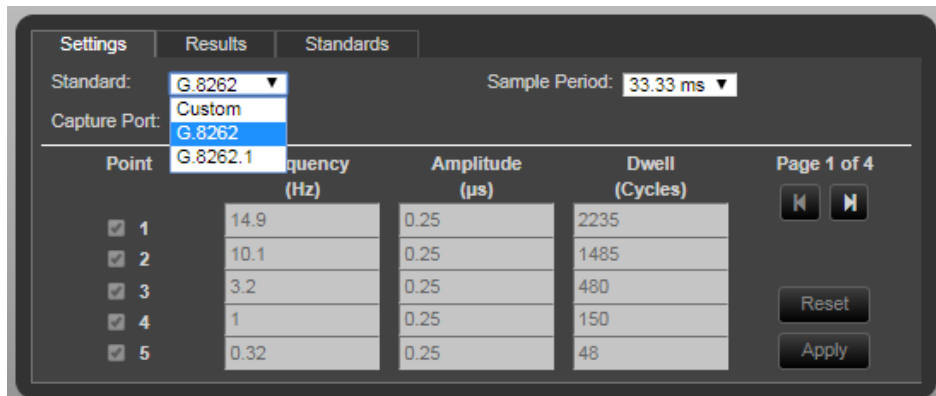 Settings Results Standards
Standard: G.8262 Sample Period: 33.33 ms
Custom
Capture Port: G.8262
G.8262.1
Point quency Amplitude Dwell Page 1 of 4
(Hz) (µs) (Cycles)
1 14.9 0.25 2235
2 10.1 0.25 1485
3 3.2 0.25 480
Reset
4 1 0.25 150
5 0.32 0.25 48 Apply